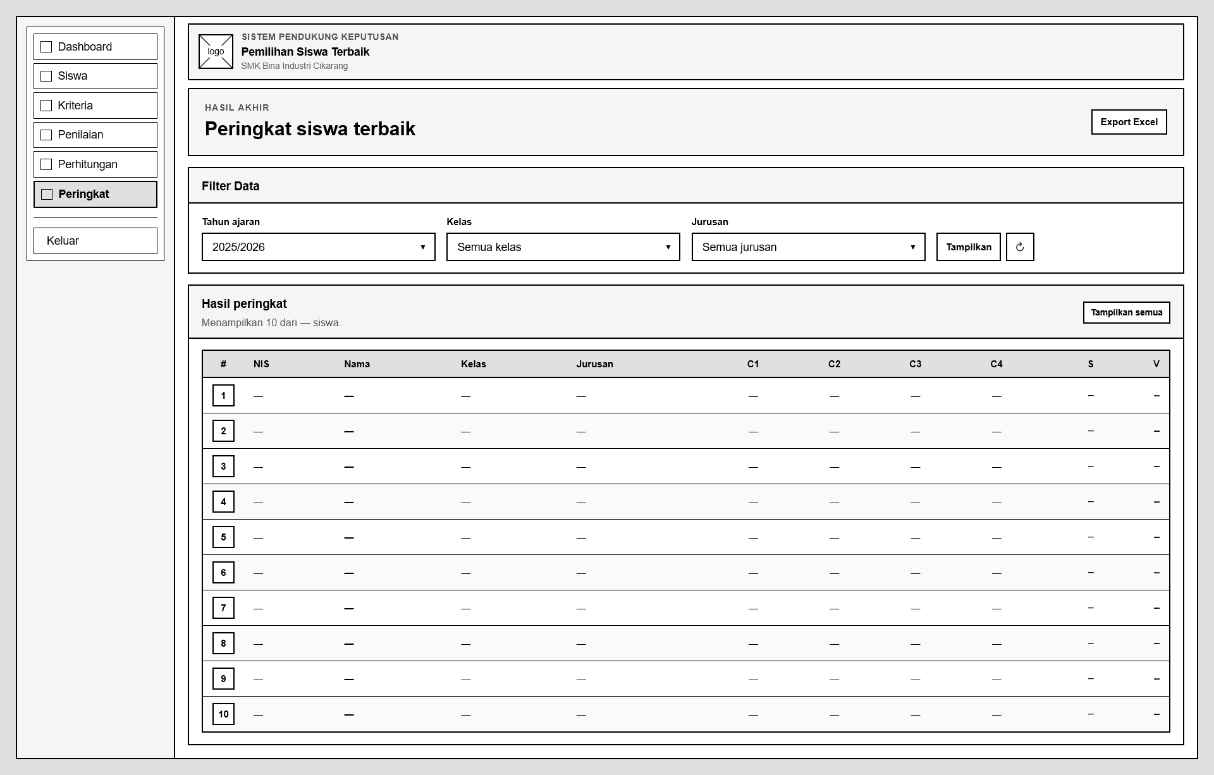 Dashboard
Siswa
Kriteria
Penilaian
Perhitungan
Peringkat
Keluar
logo
SISTEM PENDUKUNG KEPUTUSAN
Pemilihan Siswa Terbaik
SMK Bina Industri Cikarang
HASIL AKHIR
Peringkat siswa terbaik
Export Excel
Filter Data
Tahun ajaran Kelas Jurusan
2025/2026 ▾ Semua kelas ▾ Semua jurusan ▾ Tampilkan ↻
Hasil peringkat
Menampilkan 10 dari — siswa.
Tampilkan semua
# NIS Nama Kelas Jurusan C1 C2 C3 C4 S V
1 — — — — — — — — – –
2 — — — — — — — — – –
3 — — — — — — — — – –
4 — — — — — — — — – –
5 — — — — — — — — – –
6 — — — — — — — — – –
7 — — — — — — — — – –
8 — — — — — — — — – –
9 — — — — — — — — – –
10 — — — — — — — — – –